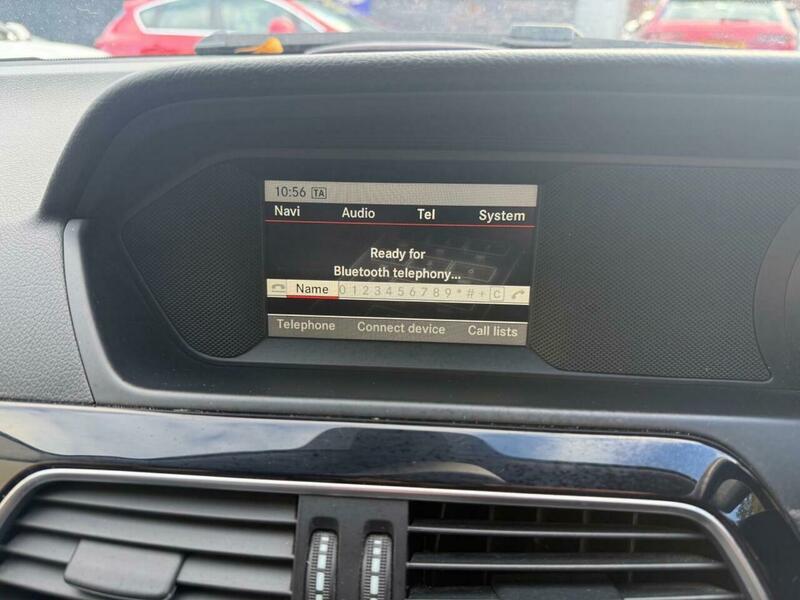 10:56 TA
Navi Audio Tel System
Ready for
Bluetooth telephony...
Name 0 1 2 3 4 5 6 7 8 9 * # + C
Telephone Connect device Call lists